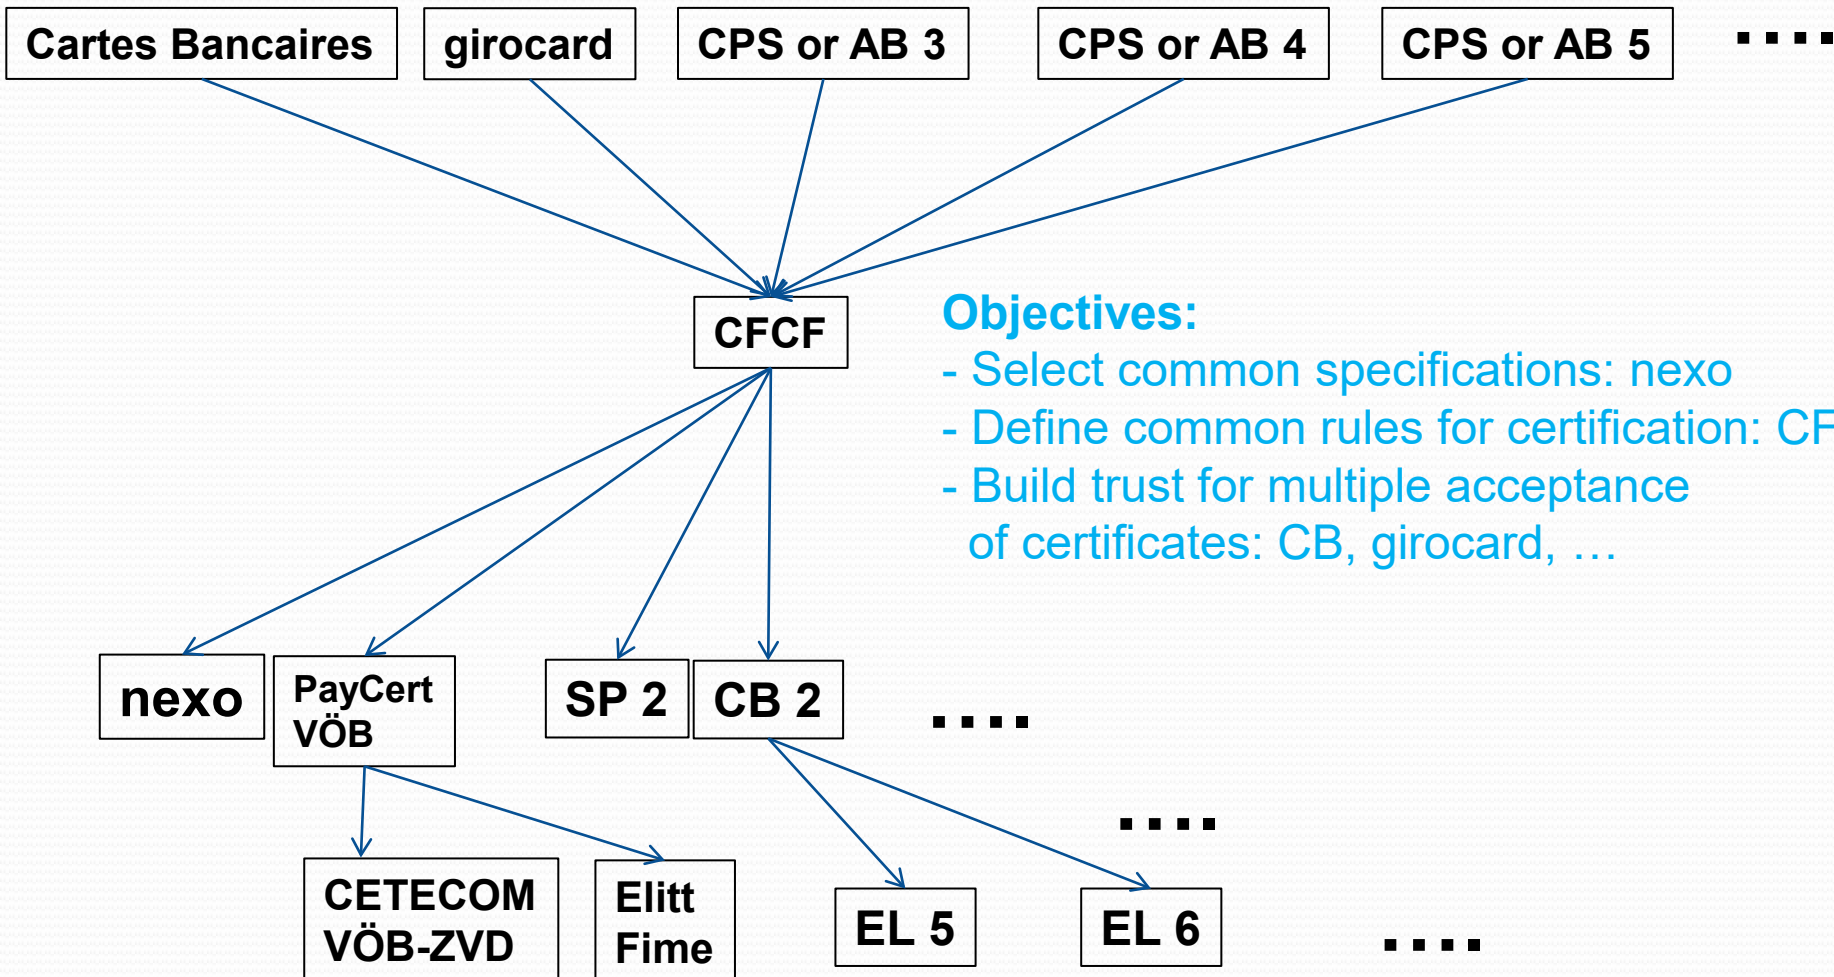 Cartes Bancaires
girocard
CPS or AB 3
CPS or AB 4
CPS or AB 5
....
CFCF
Objectives:
- Select common specifications: nexo
- Define common rules for certification: CF
- Build trust for multiple acceptance
of certificates: CB, girocard, …
nexo
PayCert
VÖB
SP 2
CB 2
....
....
CETECOM
VÖB-ZVD
Elitt
Fime
EL 5
EL 6
....